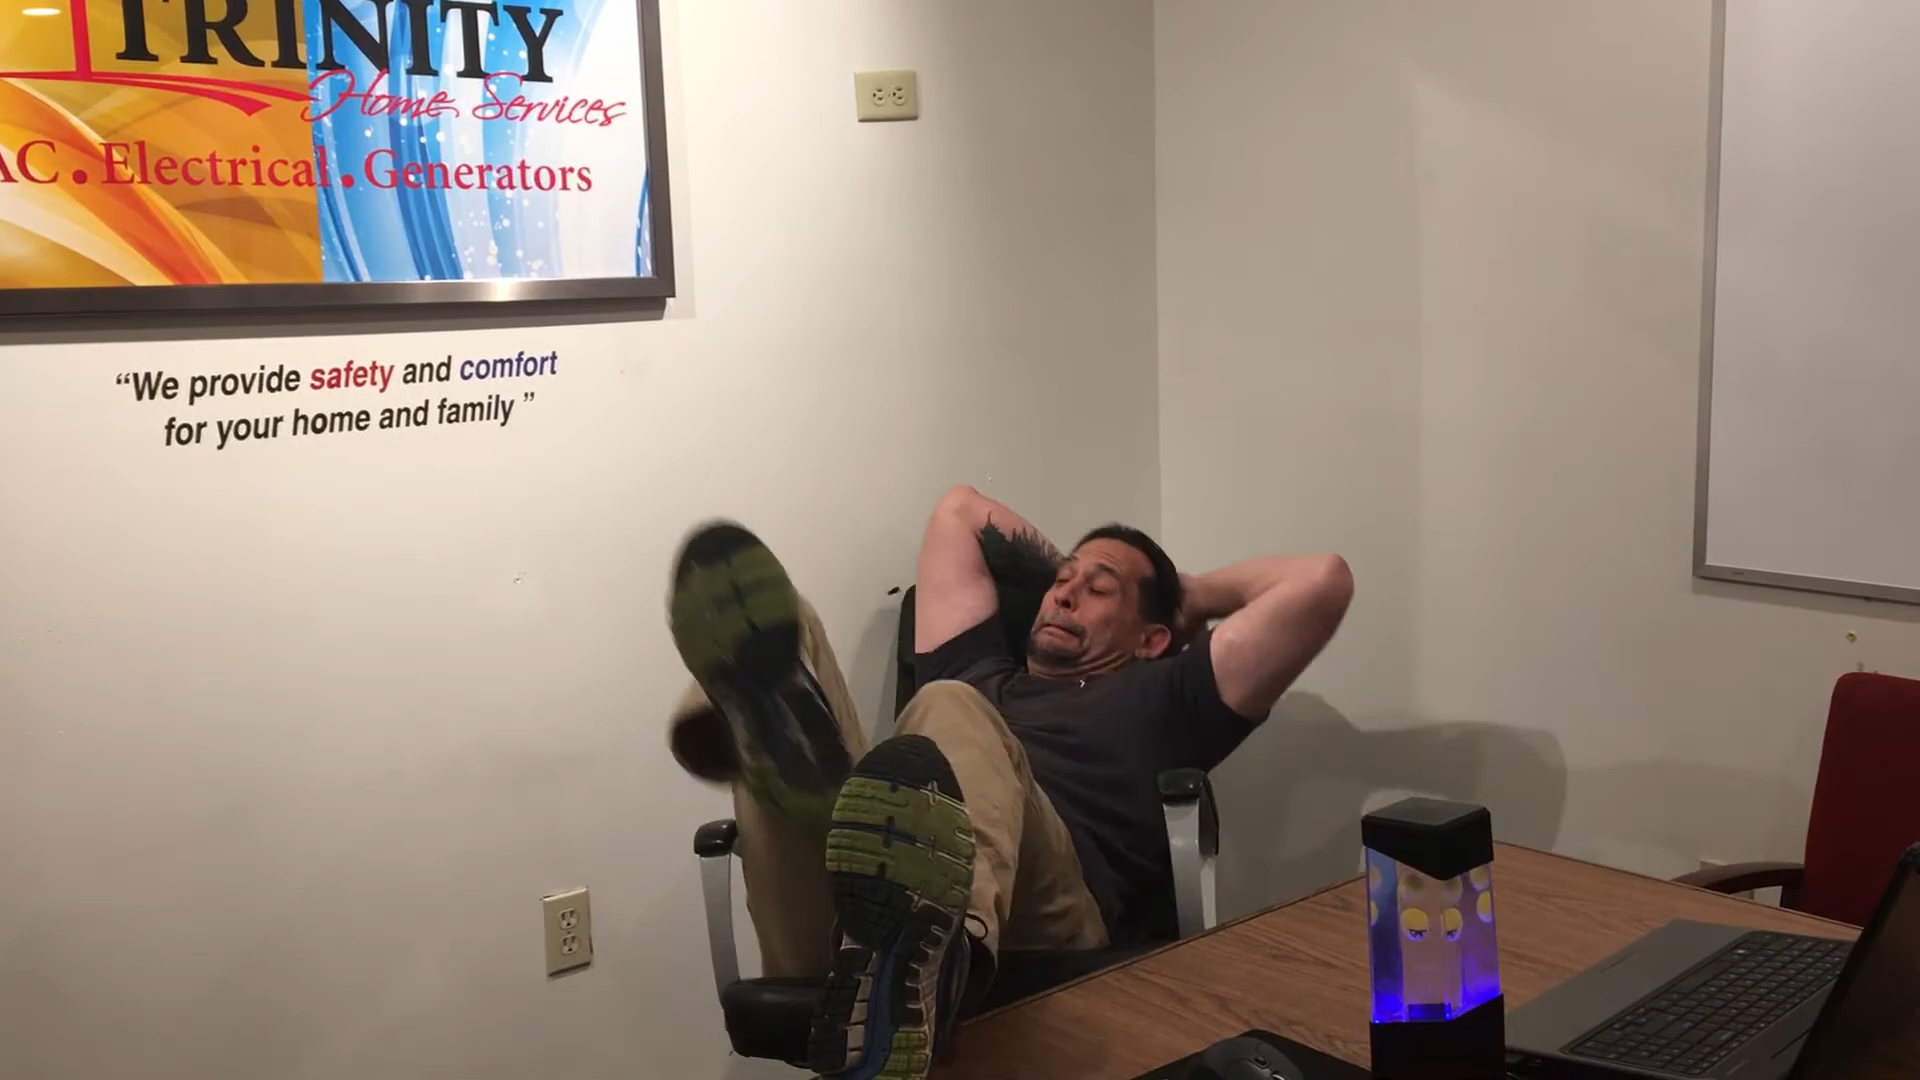 TRINITY
Home Services
AC. Electrical. Generators
“We provide safety and comfort
for your home and family ”